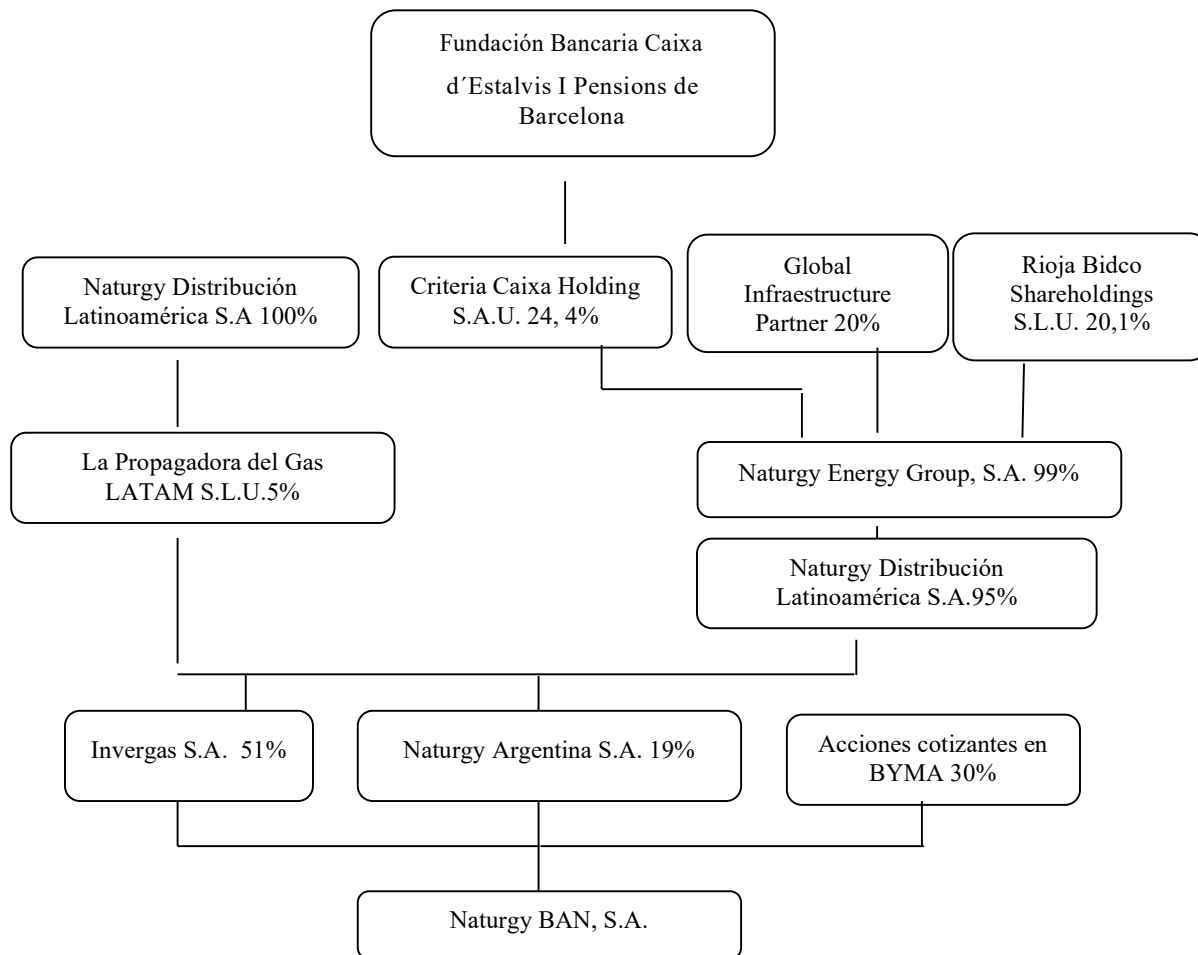 Fundación Bancaria Caixa
d´Estalvis I Pensions de
Barcelona
Naturgy Distribución
Latinoamérica S.A 100%
Criteria Caixa Holding
S.A.U. 24, 4%
Global
Infraestructure
Partner 20%
Rioja Bidco
Shareholdings
S.L.U. 20,1%
La Propagadora del Gas
LATAM S.L.U.5%
Naturgy Energy Group, S.A. 99%
Naturgy Distribución
Latinoamérica S.A.95%
Invergas S.A.  51%
Naturgy Argentina S.A. 19%
Acciones cotizantes en
BYMA 30%
Naturgy BAN, S.A.